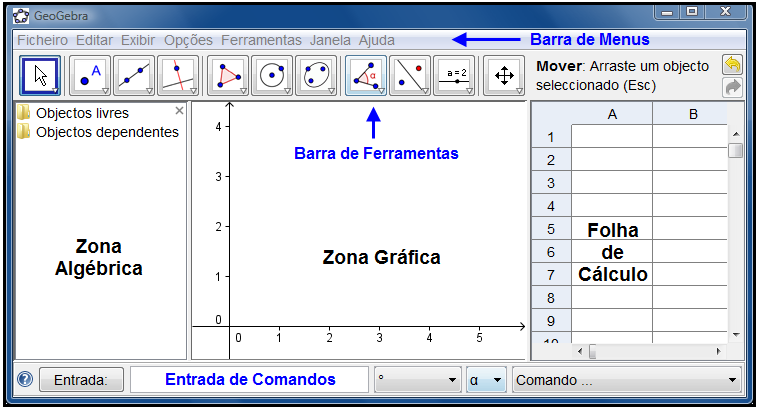 GeoGebra
Ficheiro Editar Exibir Opções Ferramentas Janela Ajuda
Barra de Menus
A
α
a = 2
Mover: Arraste um objecto
seleccionado (Esc)
Objectos livres
Objectos dependentes
Zona
Algébrica
Barra de Ferramentas
Zona Gráfica
4
3
2
1
0
0 1 2 3 4 5
A B
1
2
3
4
5
6
7
8
9
10
Folha
de
Cálculo
Entrada:
Entrada de Comandos
°
α
Comando ...